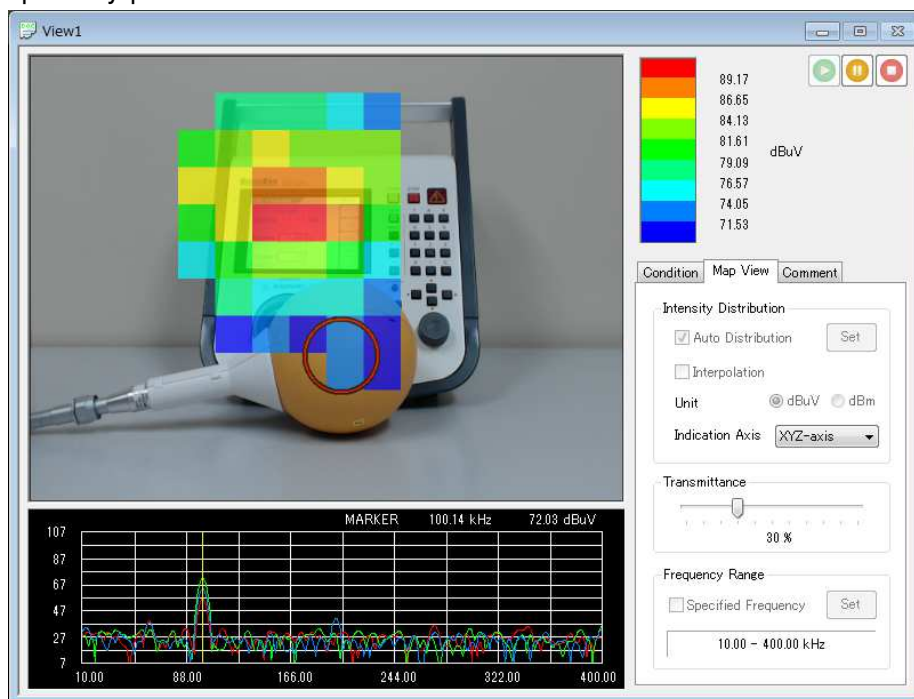 View1
89.17
86.65
84.13
81.61
dBuV
79.09
76.57
74.05
71.53
Condition Map View Comment
Intensity Distribution
Auto Distribution Set
Interpolation
Unit dBuV dBm
Indication Axis XYZ-axis
Transmittance
30 %
Frequency Range
Specified Frequency Set
10.00 - 400.00 kHz
MARKER 100.14 kHz 72.03 dBuV
107
87
67
47
27
7
10.00 88.00 166.00 244.00 322.00 400.00